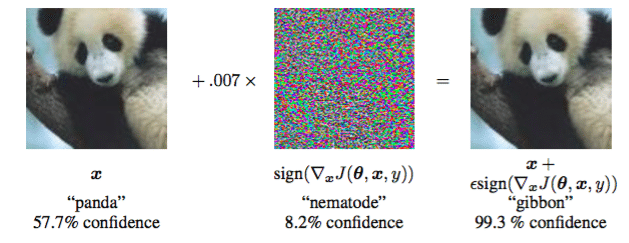 + .007 ×
=
x
sign(∇ₓJ(θ, x, y))
x +
ϵsign(∇ₓJ(θ, x, y))
“panda”
“nematode”
“gibbon”
57.7% confidence
8.2% confidence
99.3 % confidence